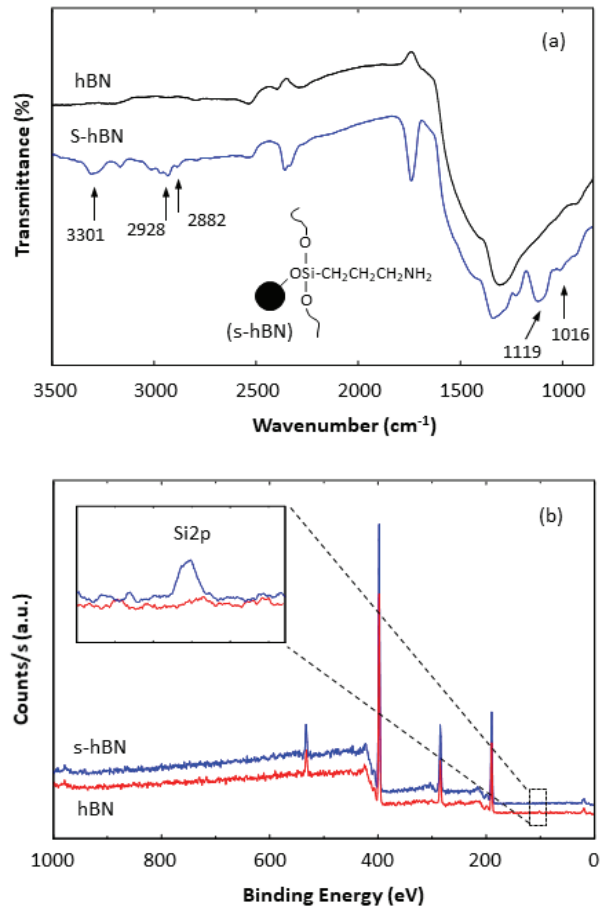 (a)
hBN
S-hBN
3301
2928
2882
O
OSi-CH₂CH₂CH₂NH₂
O
(s-hBN)
1119
1016
3500 3000 2500 2000 1500 1000
Wavenumber (cm⁻¹)
Transmittance (%)
(b)
Si2p
s-hBN
hBN
1000 800 600 400 200 0
Binding Energy (eV)
Counts/s (a.u.)